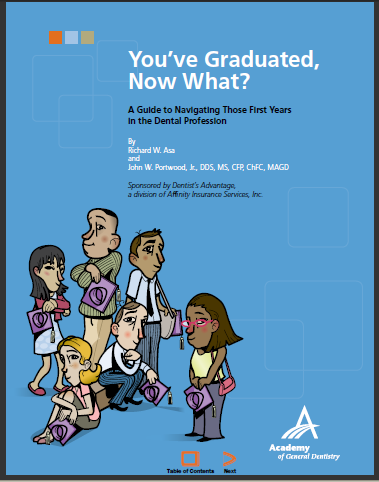 You've Graduated,
Now What?
A Guide to Navigating Those First Years
in the Dental Profession
By
Richard W. Asa
and
John W. Portwood, Jr., DDS, MS, CFP, ChFC, MAGD
Sponsored by Dentist's Advantage,
a division of Affinity Insurance Services, Inc.
Academy
of General Dentistry
Table of Contents
Next